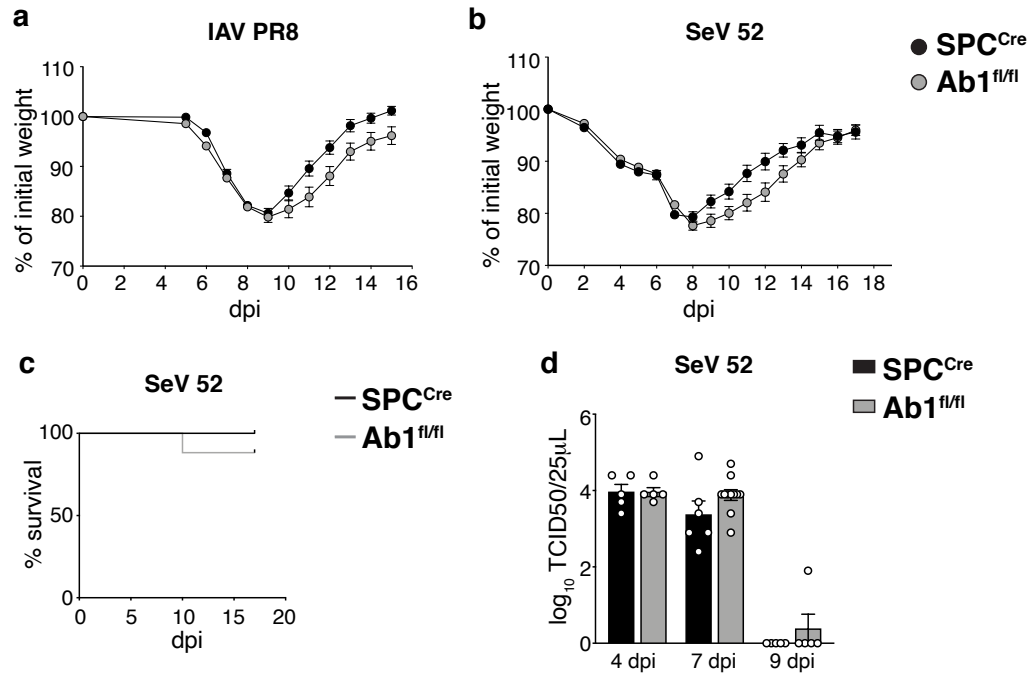 a
IAV PR8
% of initial weight
110
100
90
80
70
0 2 4 6 8 10 12 14 16
dpi
b
SeV 52
% of initial weight
110
100
90
80
70
0 2 4 6 8 10 12 14 16 18
dpi
SPCCre
Ab1fl/fl
c
SeV 52
% survival
100
50
0
0 5 10 15 20
dpi
SPCCre
Ab1fl/fl
d
SeV 52
log10 TCID50/25µL
6
4
2
0
4 dpi 7 dpi 9 dpi
SPCCre
Ab1fl/fl